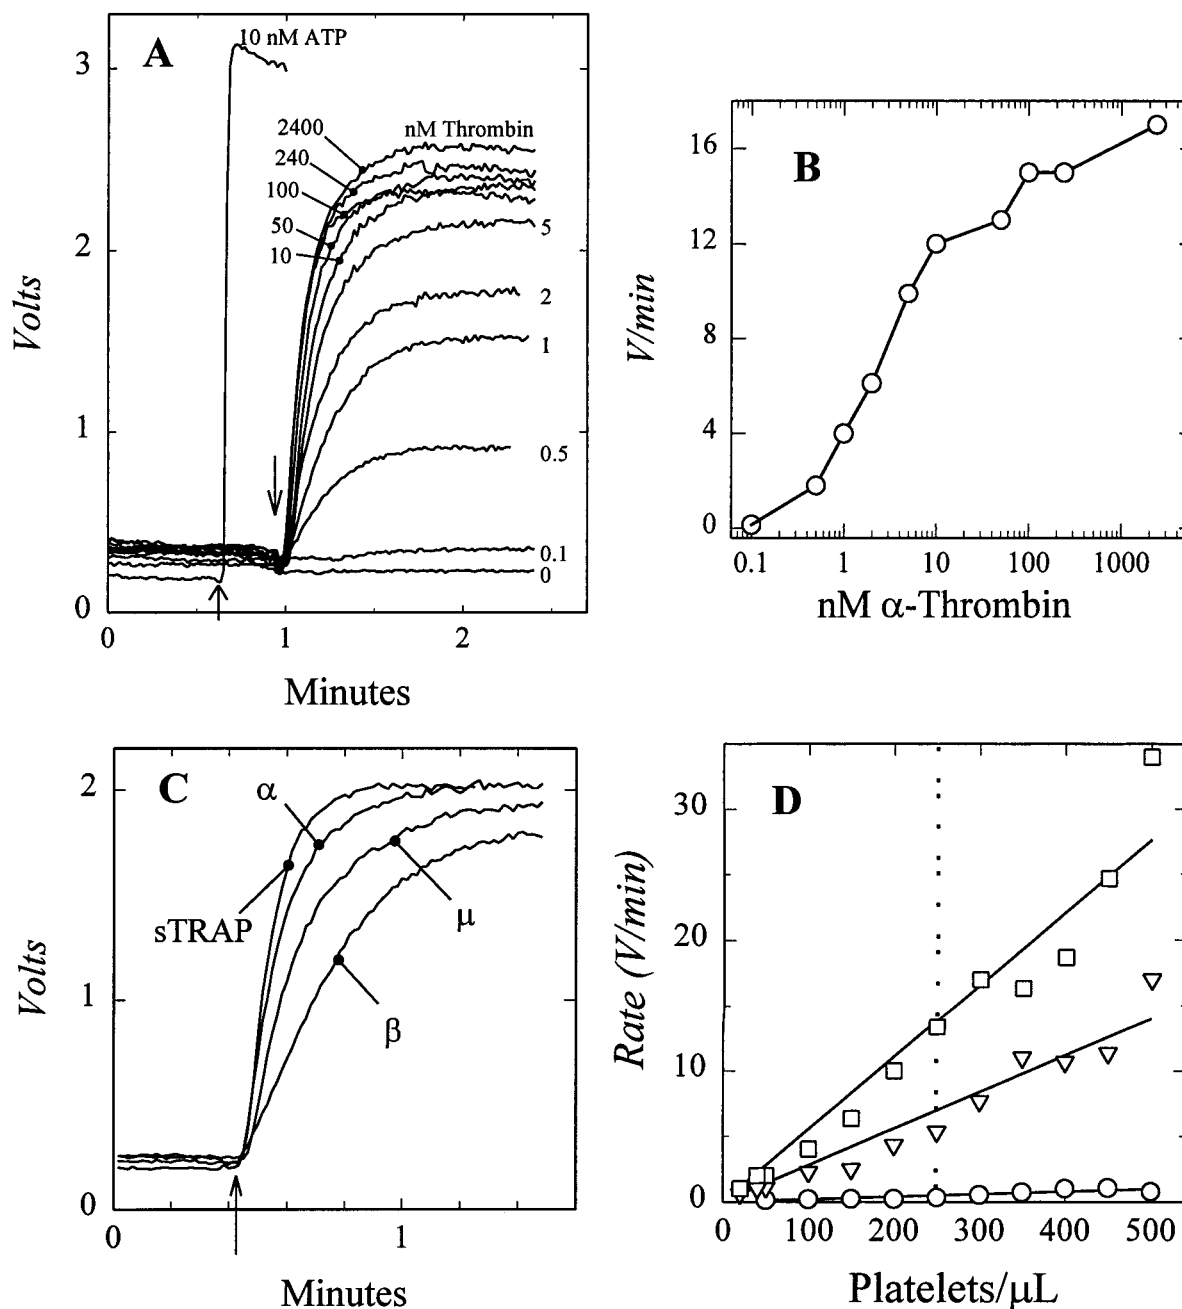 A
10 nM ATP
nM Thrombin
2400
240
100
50
10
5
2
1
0.5
0.1
0
3
2
1
0
Volts
0 1 2
Minutes
B
16
12
8
4
0
V/min
0.1 1 10 100 1000
nM α-Thrombin
C
α
sTRAP
μ
β
2
1
0
Volts
0 1
Minutes
D
30
20
10
0
Rate (V/min)
0 100 200 300 400 500
Platelets/μL